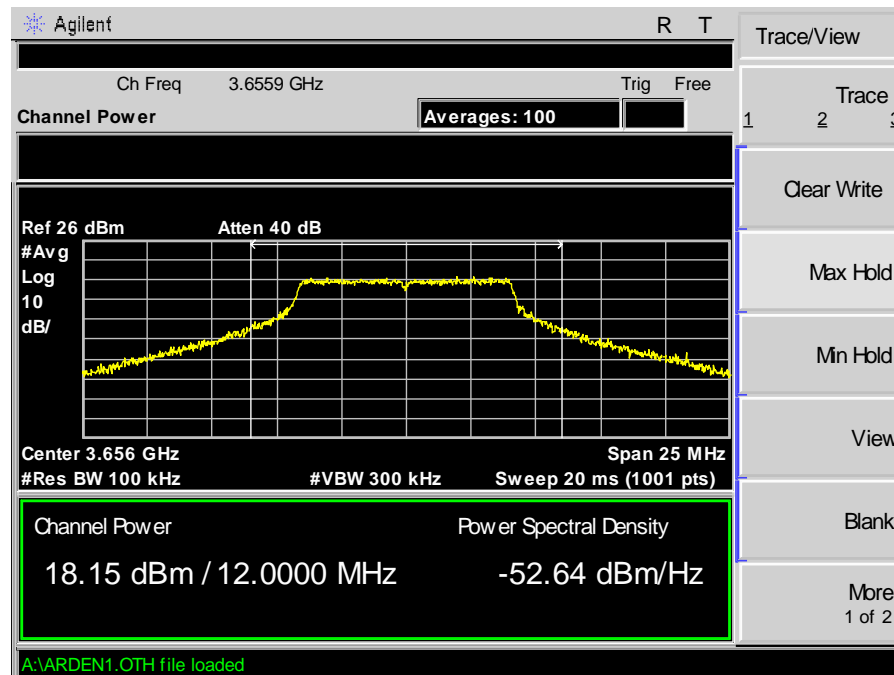 Agilent
R T
Trace/View
Ch Freq 3.6559 GHz
Trig Free
Channel Power
Averages: 100
Trace
1 2 3
Clear Write
Ref 26 dBm Atten 40 dB
#Avg
Log
10
dB/
Max Hold
Min Hold
View
Center 3.656 GHz Span 25 MHz
#Res BW 100 kHz #VBW 300 kHz Sweep 20 ms (1001 pts)
Channel Power Power Spectral Density
18.15 dBm / 12.0000 MHz -52.64 dBm/Hz
Blank
More
1 of 2
A:\ARDEN1.OTH file loaded